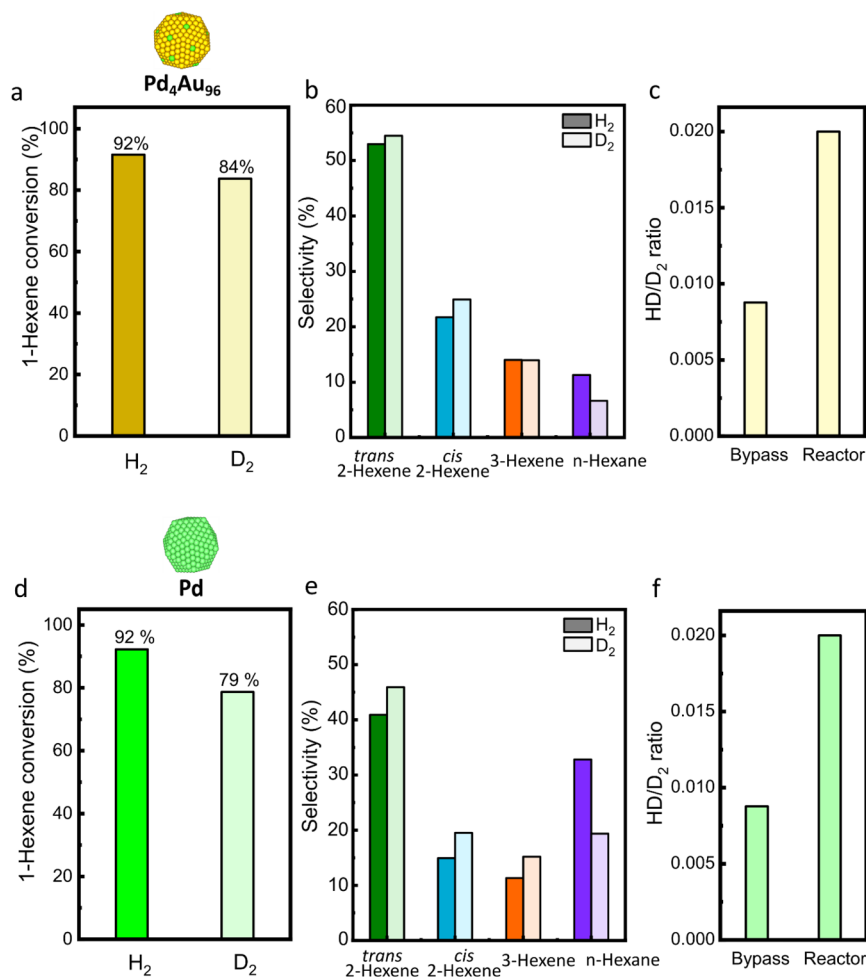 Pd₄Au₉₆
a
1-Hexene conversion (%)
100
80
60
40
20
0
92%
84%
H₂
D₂
b
Selectivity (%)
60
50
40
30
20
10
0
H₂
D₂
trans
2-Hexene
cis
2-Hexene
3-Hexene
n-Hexane
c
HD/D₂ ratio
0.020
0.015
0.010
0.005
0.000
Bypass
Reactor
Pd
d
1-Hexene conversion (%)
100
80
60
40
20
0
92 %
79 %
H₂
D₂
e
Selectivity (%)
60
50
40
30
20
10
0
H₂
D₂
trans
2-Hexene
cis
2-Hexene
3-Hexene
n-Hexane
f
HD/D₂ ratio
0.020
0.015
0.010
0.005
0.000
Bypass
Reactor